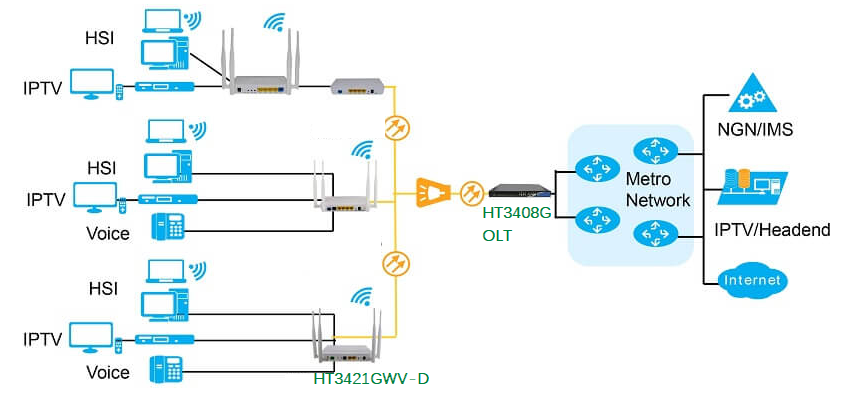 HSI
IPTV
HSI
IPTV
Voice
HSI
IPTV
Voice
HT3421GWV-D
HT3408G
OLT
Metro
Network
NGN/IMS
IPTV/Headend
Internet